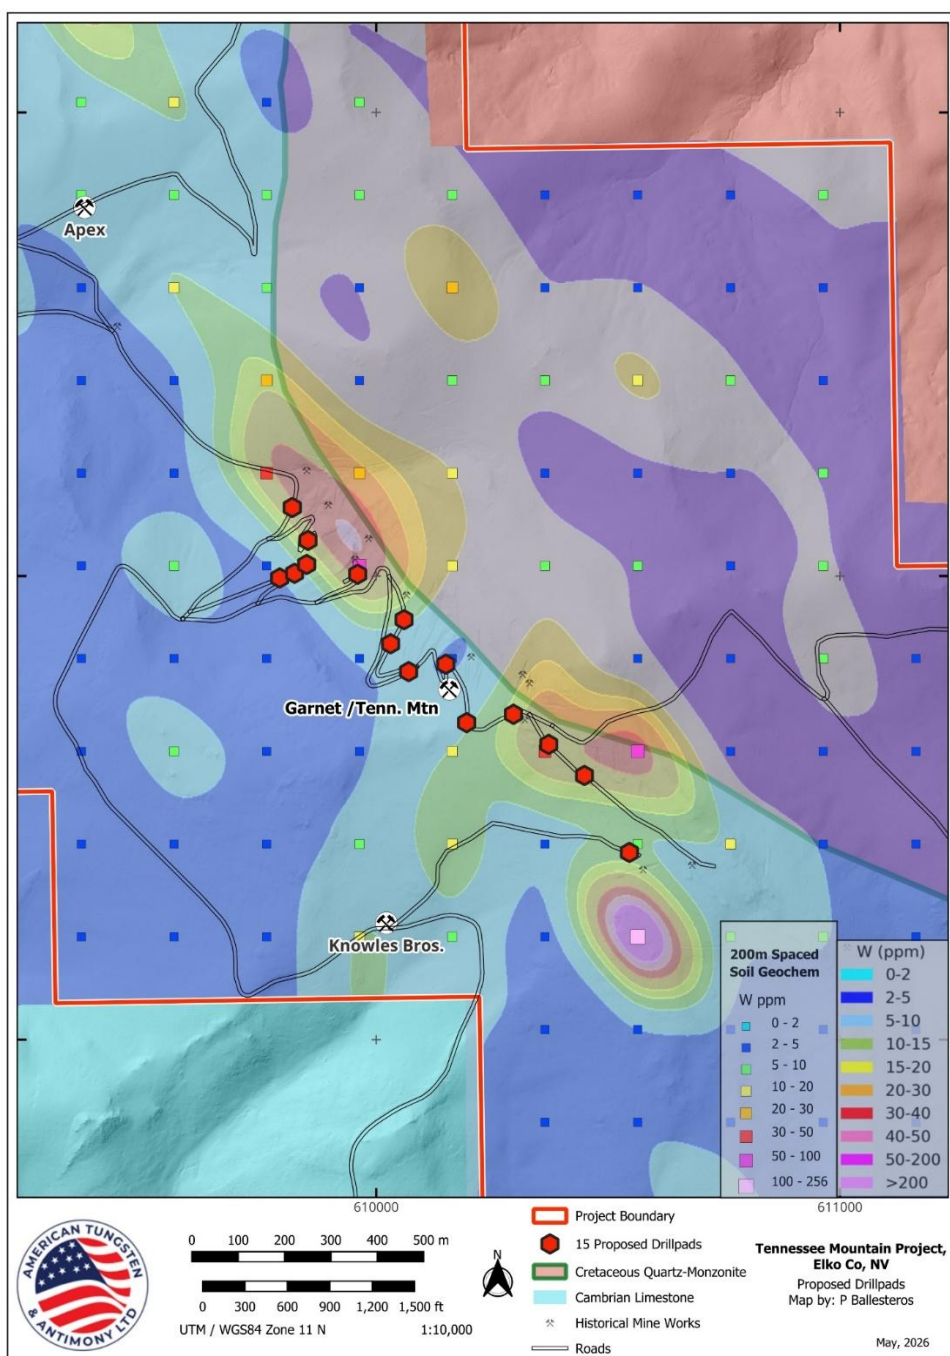 Apex
Garnet /Tenn. Mtn
Knowles Bros.
200m Spaced
Soil Geochem
W ppm
0 - 2
2 - 5
5 - 10
10 - 20
20 - 30
30 - 50
50 - 100
100 - 256
W (ppm)
0-2
2-5
5-10
10-15
15-20
20-30
30-40
40-50
50-200
>200
610000
611000
AMERICAN TUNGSTEN
& ANTIMONY LTD
0 100 200 300 400 500 m
0 300 600 900 1,200 1,500 ft
UTM / WGS84 Zone 11 N
1:10,000
N
Project Boundary
15 Proposed Drillpads
Cretaceous Quartz-Monzonite
Cambrian Limestone
Historical Mine Works
Roads
Tennessee Mountain Project,
Elko Co, NV
Proposed Drillpads
Map by: P Ballesteros
May, 2026